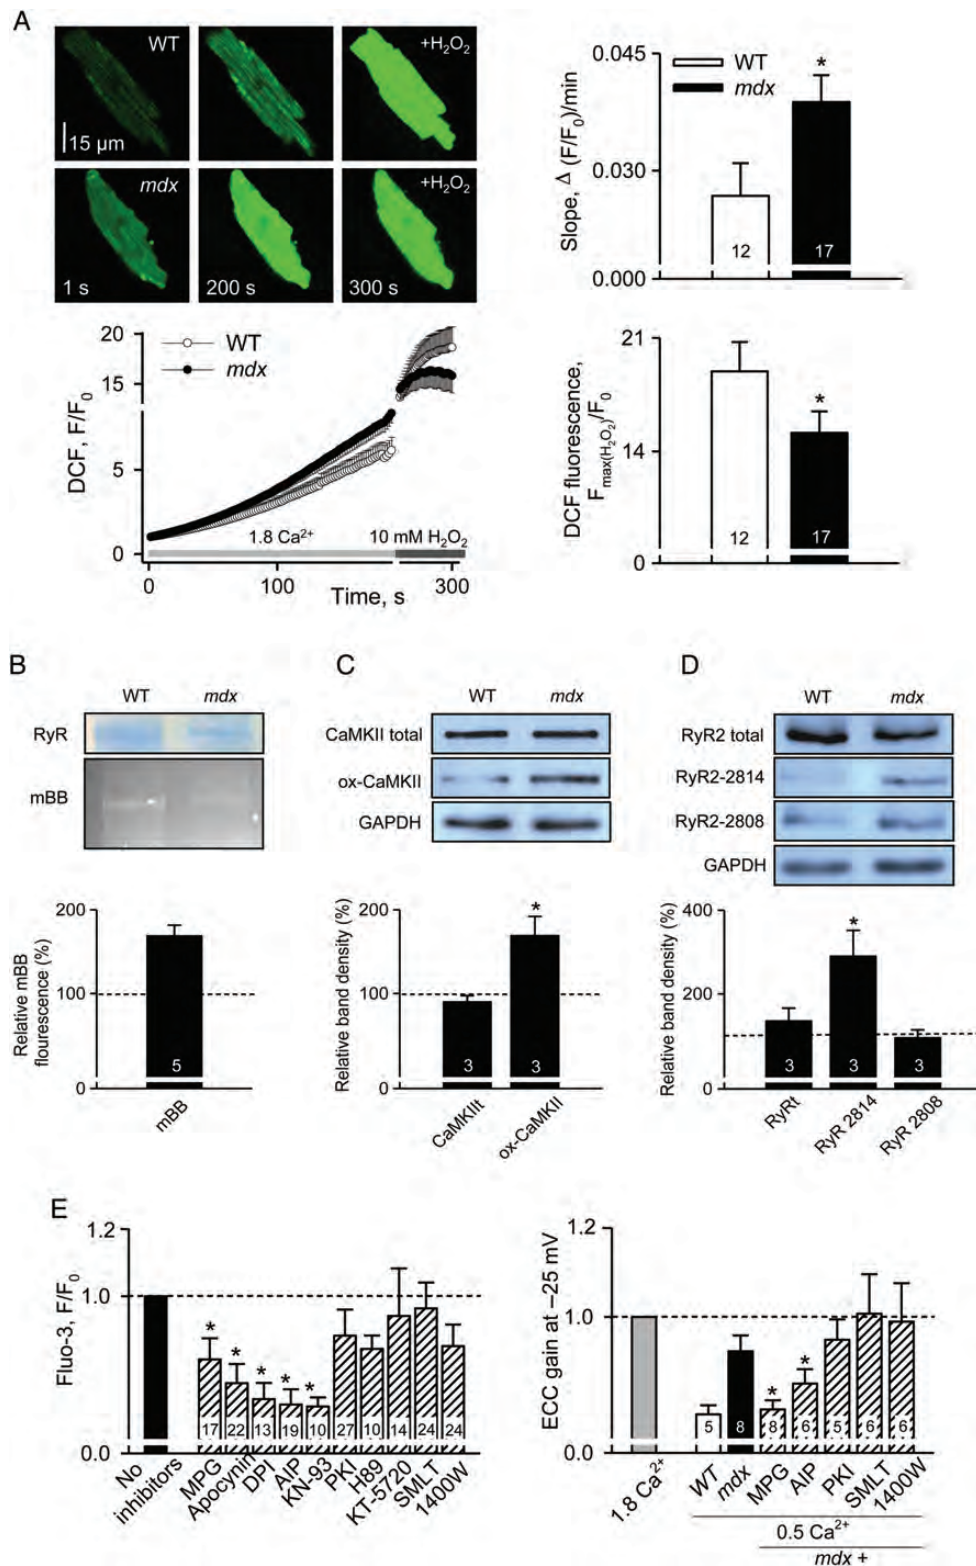 A
WT
+H₂O₂
15 µm
mdx
+H₂O₂
1 s
200 s
300 s
0.045
0.030
0.000
Slope, Δ (F/F₀)/min
WT
mdx
*
12
17
20
15
5
0
DCF, F/F₀
WT
mdx
1.8 Ca²⁺
10 mM H₂O₂
0
100
300
Time, s
21
14
0
DCF fluorescence,
Fmax(H₂O₂)/F₀
*
12
17
B
WT
mdx
RyR
mBB
200
100
0
Relative mBB
flourescence (%)
5
mBB
C
WT
mdx
CaMKII total
ox-CaMKII
GAPDH
200
100
0
Relative band density (%)
*
3
3
CaMKIIt
ox-CaMKII
D
WT
mdx
RyR2 total
RyR2-2814
RyR2-2808
GAPDH
400
200
0
Relative band density (%)
*
3
3
3
RyRt
RyR 2814
RyR 2808
E
1.2
1.0
0.0
Fluo-3, F/F₀
* * * * *
17 22 13 19 10 27 10 14 24 24
No
inhibitors
MPG
Apocynin
DPI
AIP
KN-93
PKI
H89
KT-5720
SMLT
1400W
1.2
1.0
0.0
ECC gain at –25 mV
* *
5 8 8 6 5 6 6
1.8 Ca²⁺
WT
mdx
MPG
AIP
PKI
SMLT
1400W
0.5 Ca²⁺
mdx +